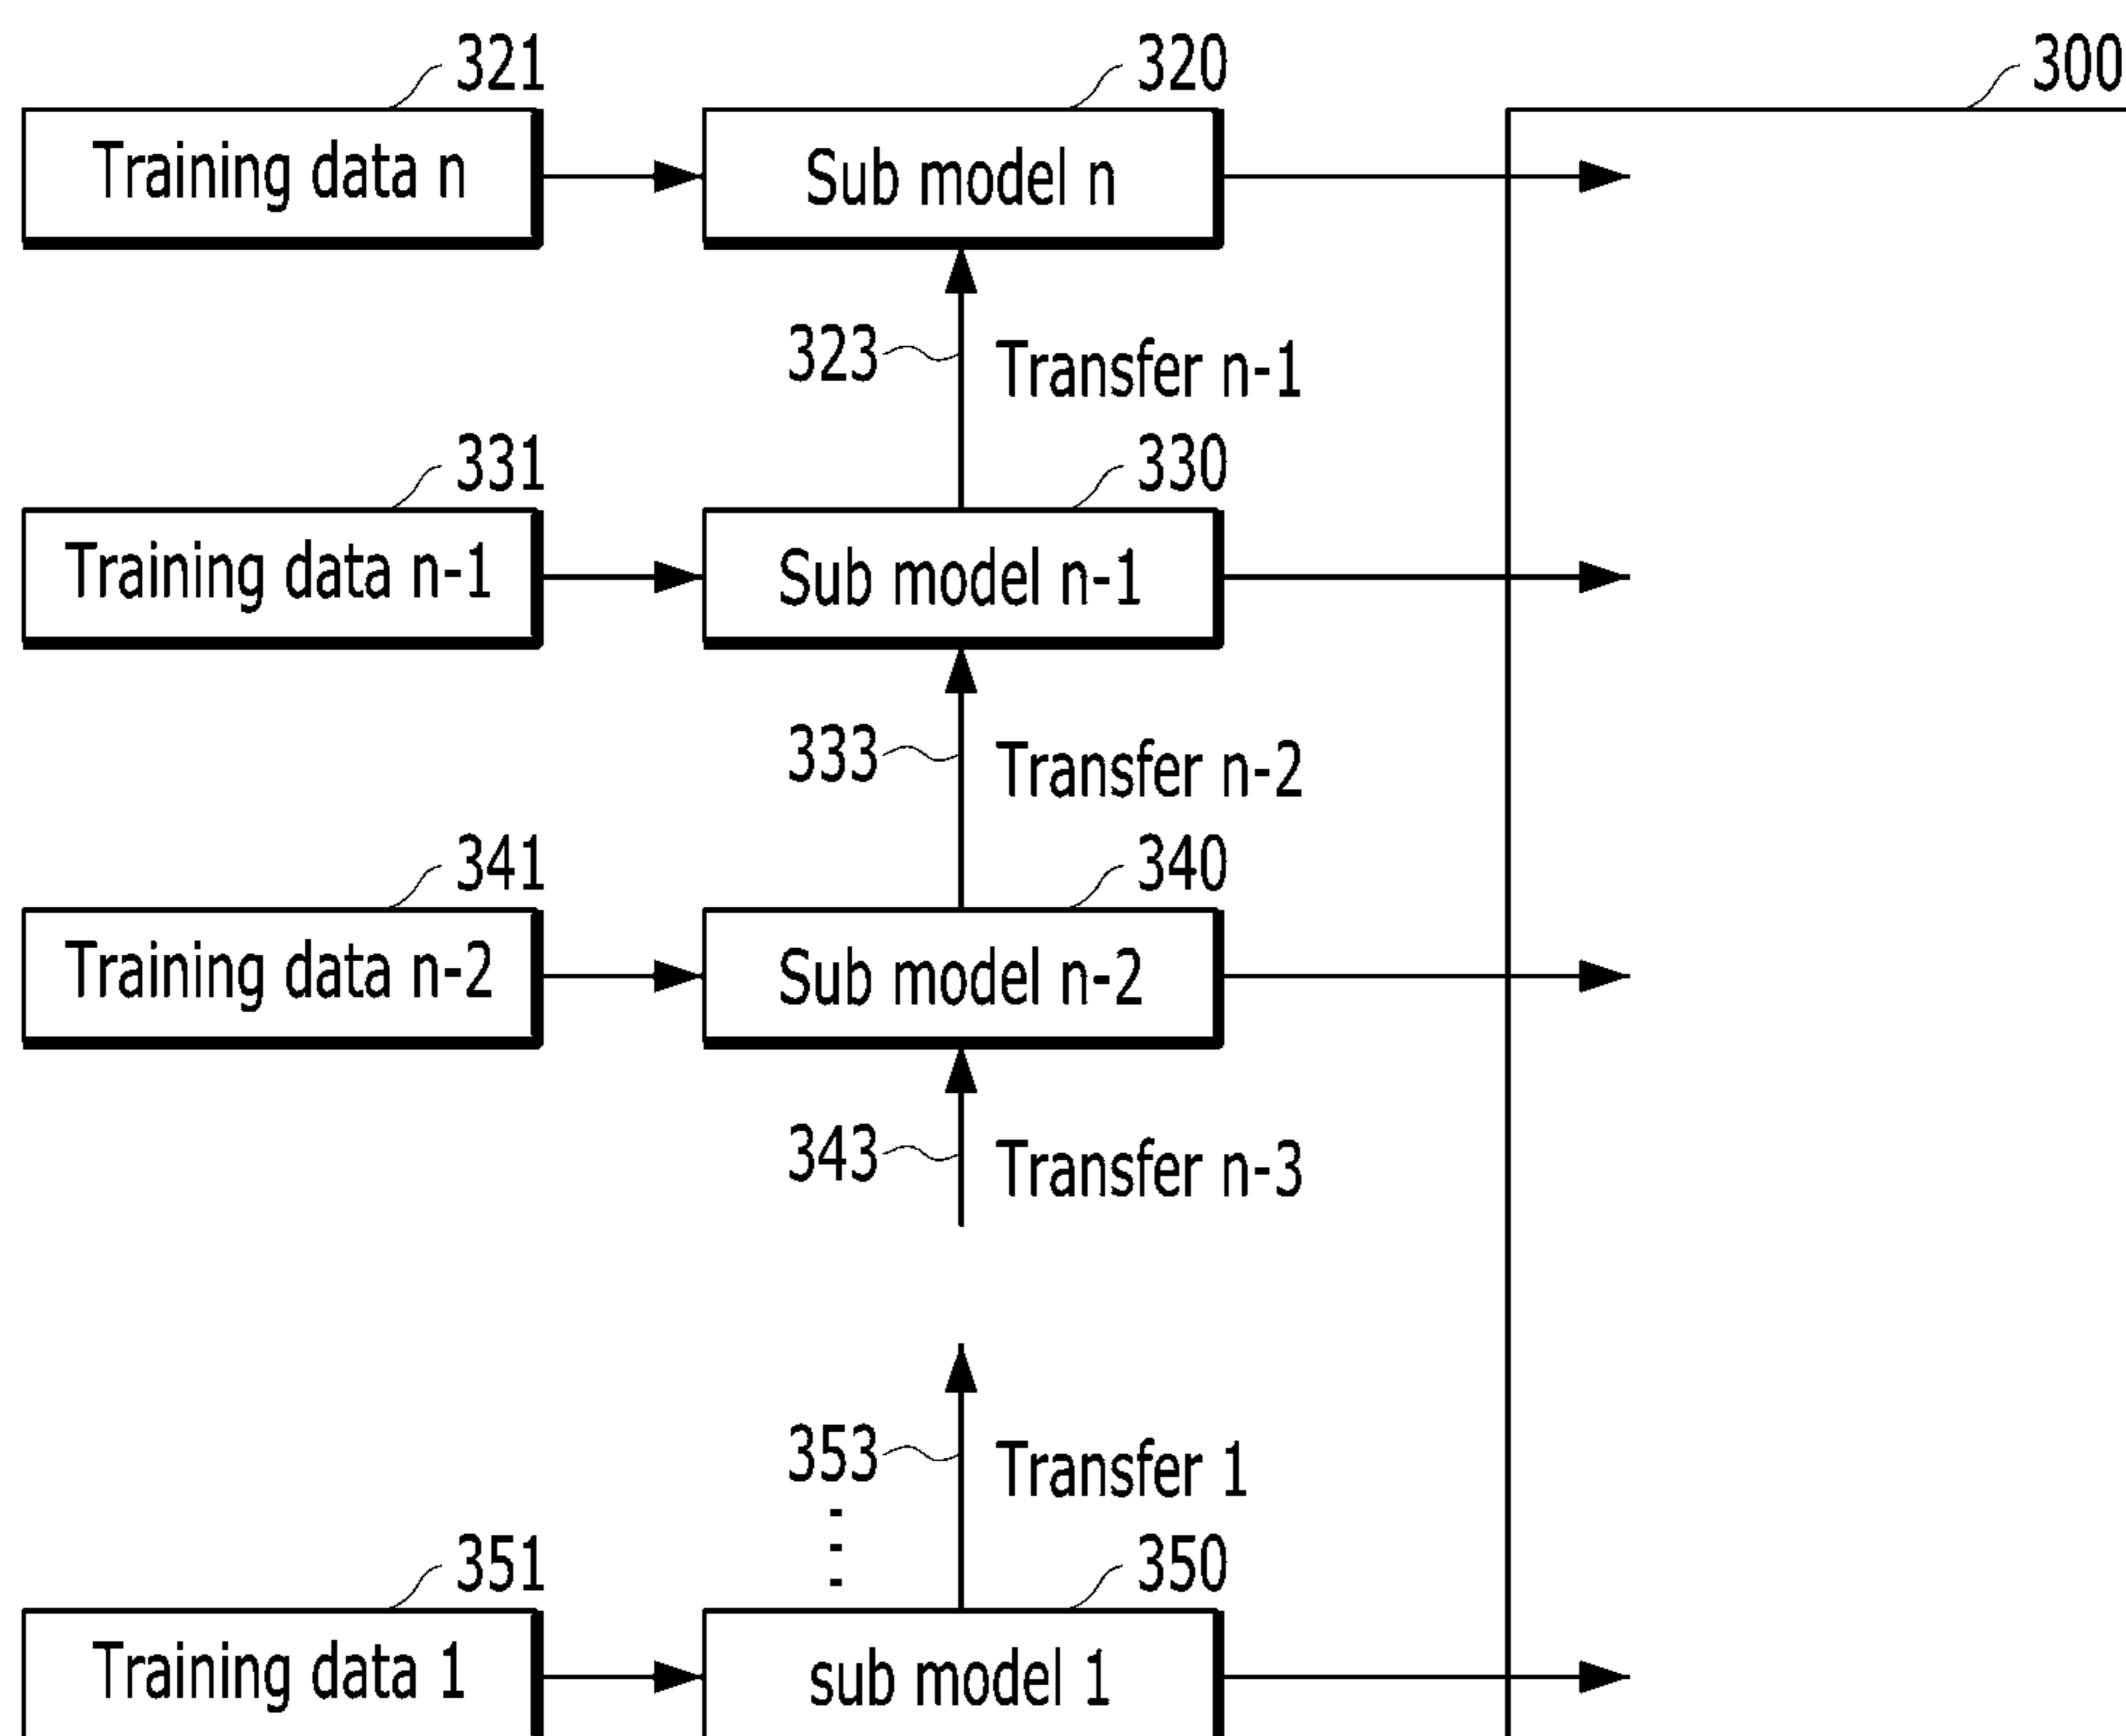 321
320
300
Training data n
Sub model n
323
Transfer n-1
331
330
Training data n-1
Sub model n-1
333
Transfer n-2
341
340
Training data n-2
Sub model n-2
343
Transfer n-3
353
Transfer 1
351
350
Training data 1
sub model 1